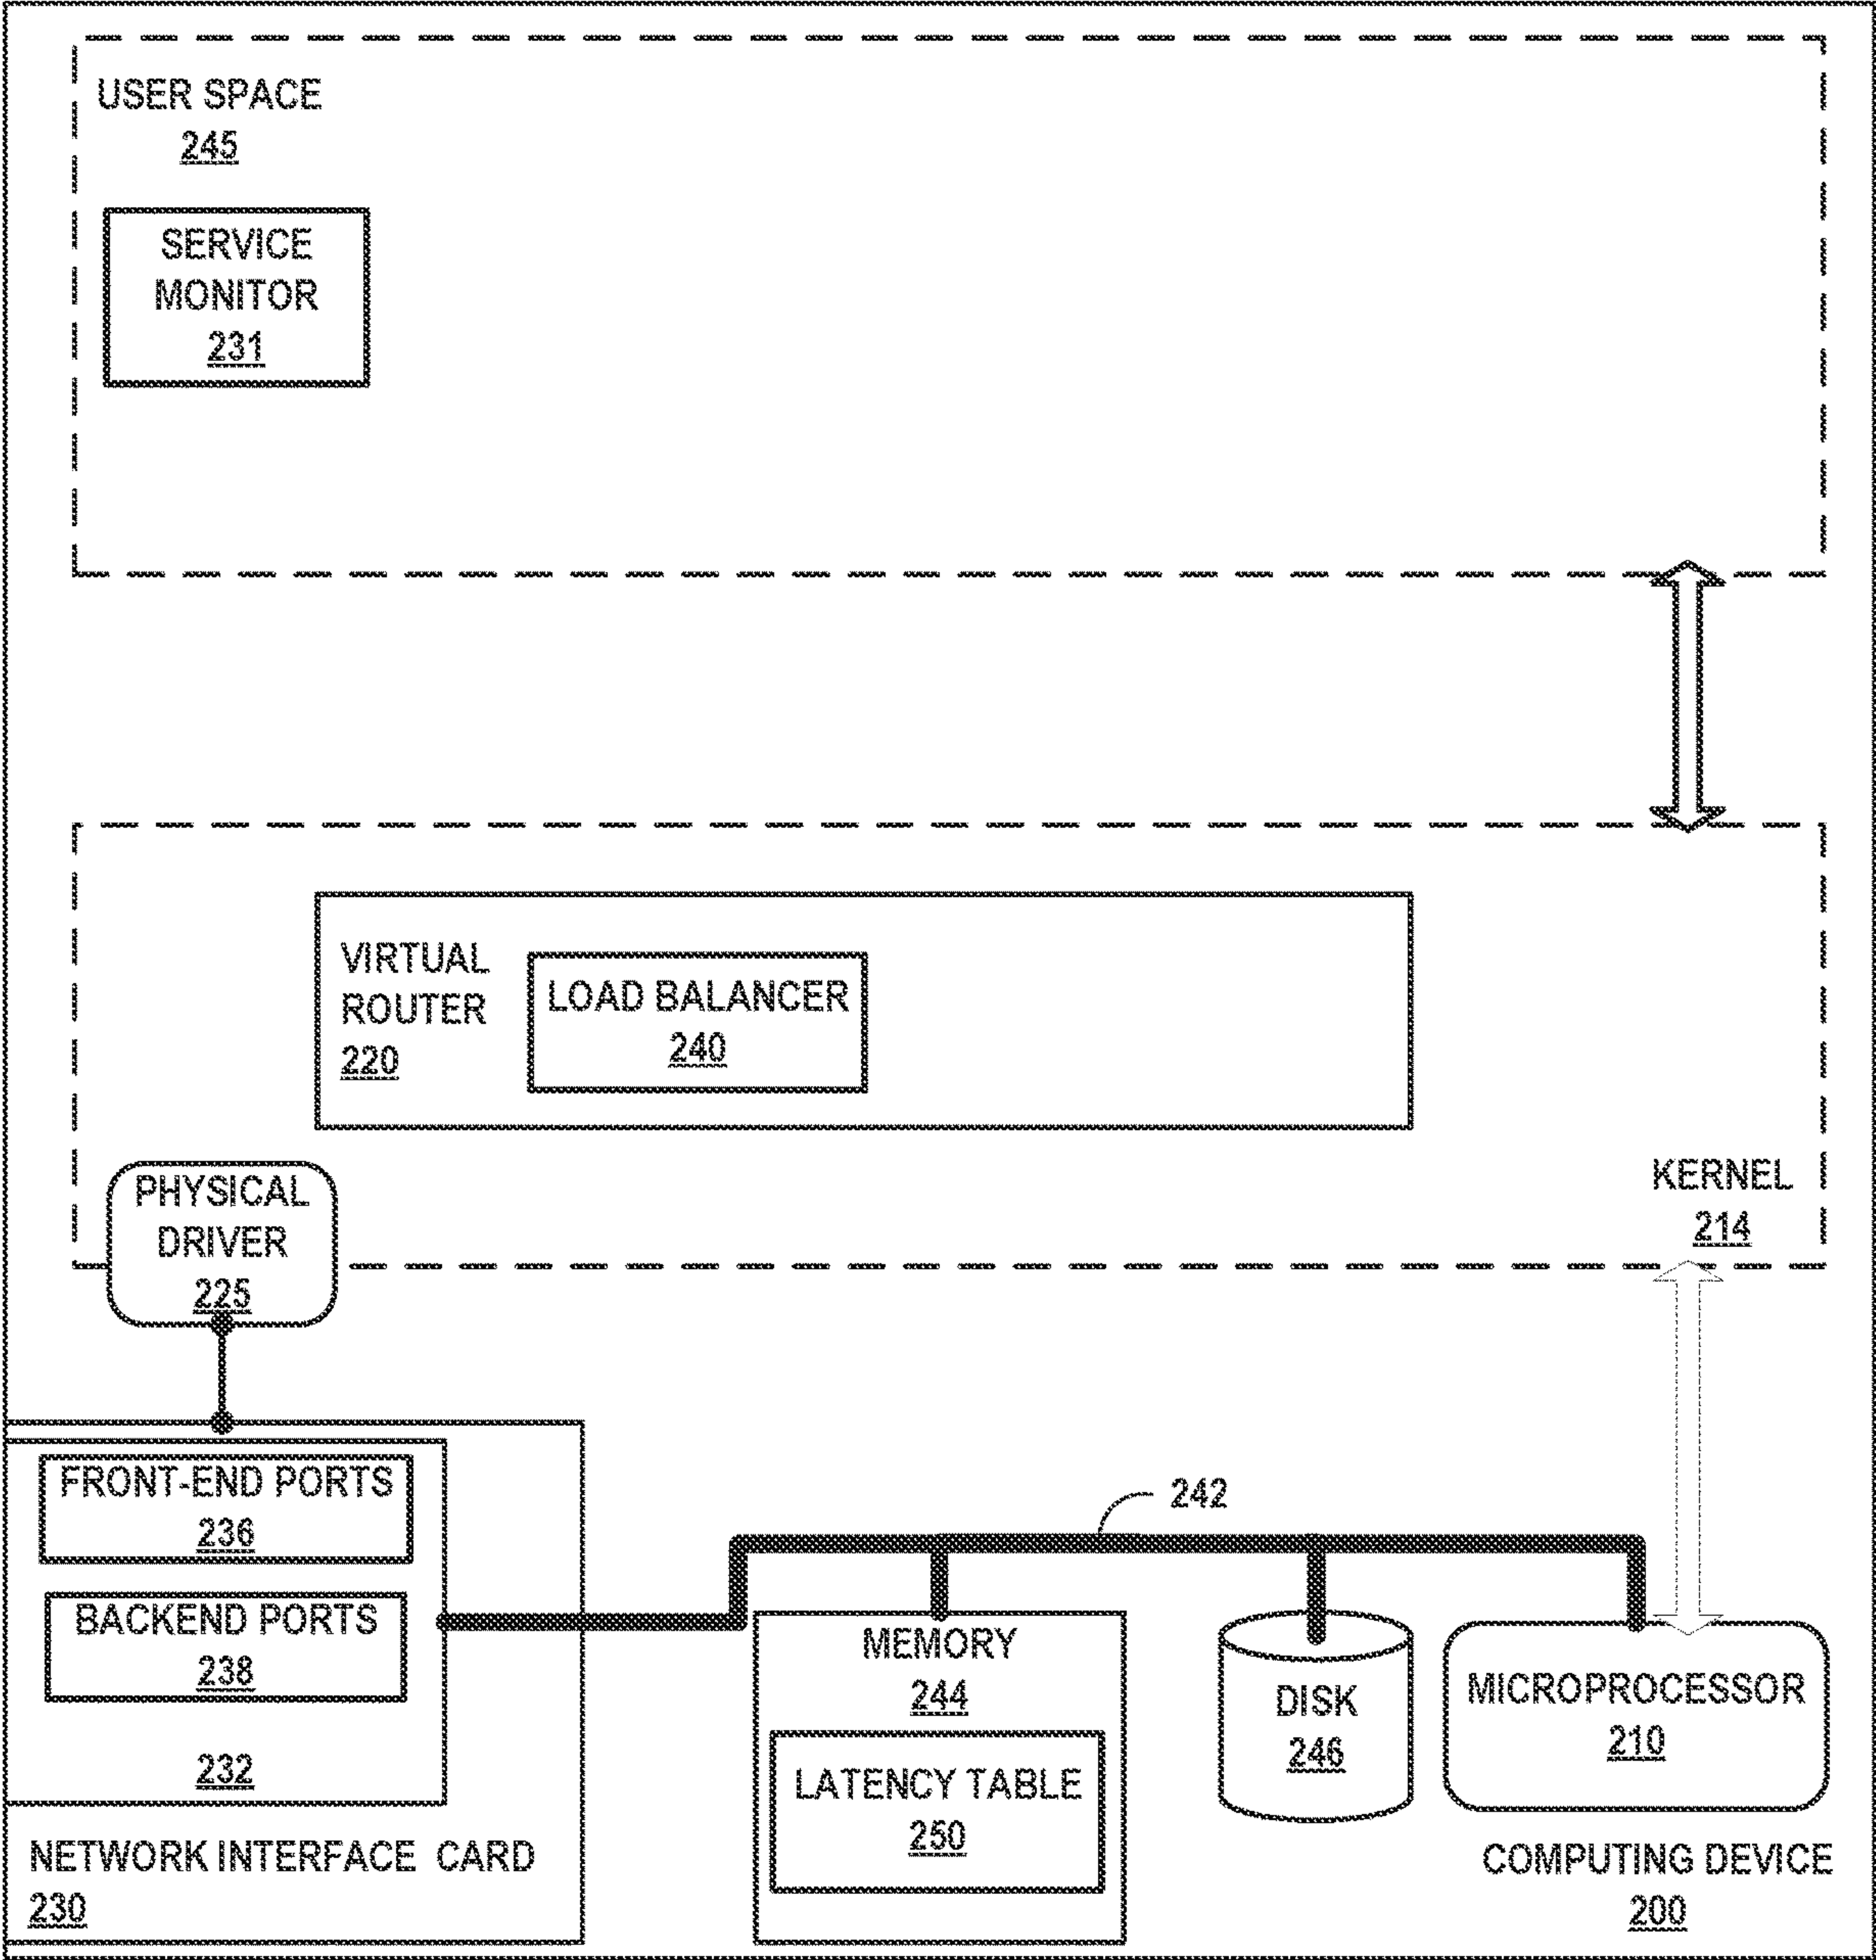 USER SPACE
245
SERVICE
MONITOR
231
VIRTUAL
ROUTER
220
LOAD BALANCER
240
KERNEL
214
PHYSICAL
DRIVER
225
FRONT-END PORTS
236
BACKEND PORTS
238
232
NETWORK INTERFACE CARD
230
242
MEMORY
244
LATENCY TABLE
250
DISK
246
MICROPROCESSOR
210
COMPUTING DEVICE
200